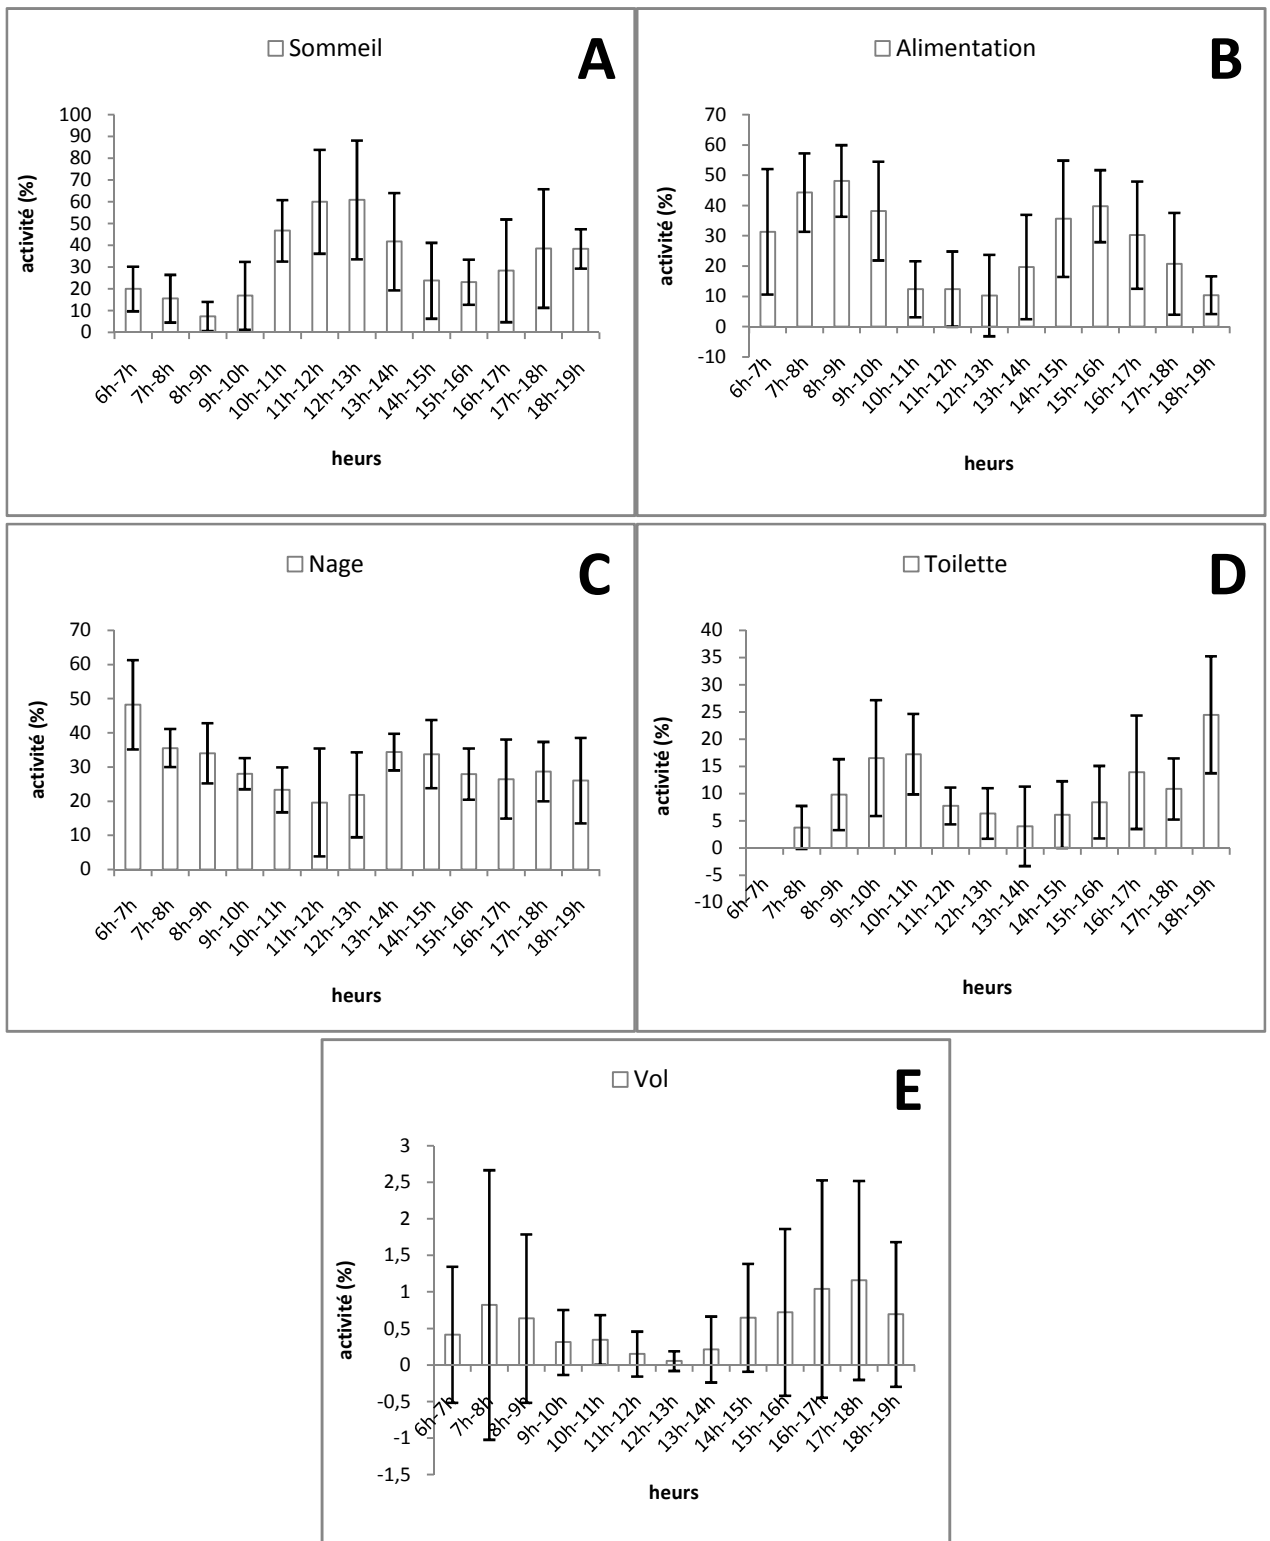 Sommeil
A
activité (%)
100
90
80
70
60
50
40
30
20
10
0
6h-7h
7h-8h
8h-9h
9h-10h
10h-11h
11h-12h
12h-13h
13h-14h
14h-15h
15h-16h
16h-17h
17h-18h
18h-19h
heurs
Alimentation
B
activité (%)
70
60
50
40
30
20
10
0
-10
6h-7h
7h-8h
8h-9h
9h-10h
10h-11h
11h-12h
12h-13h
13h-14h
14h-15h
15h-16h
16h-17h
17h-18h
18h-19h
heurs
Nage
C
activité (%)
70
60
50
40
30
20
10
0
6h-7h
7h-8h
8h-9h
9h-10h
10h-11h
11h-12h
12h-13h
13h-14h
14h-15h
15h-16h
16h-17h
17h-18h
18h-19h
heurs
Toilette
D
activité (%)
40
35
30
25
20
15
10
5
0
-5
-10
6h-7h
7h-8h
8h-9h
9h-10h
10h-11h
11h-12h
12h-13h
13h-14h
14h-15h
15h-16h
16h-17h
17h-18h
18h-19h
heurs
Vol
E
activité (%)
3
2,5
2
1,5
1
0,5
0
-0,5
-1
-1,5
6h-7h
7h-8h
8h-9h
9h-10h
10h-11h
11h-12h
12h-13h
13h-14h
14h-15h
15h-16h
16h-17h
17h-18h
18h-19h
heurs